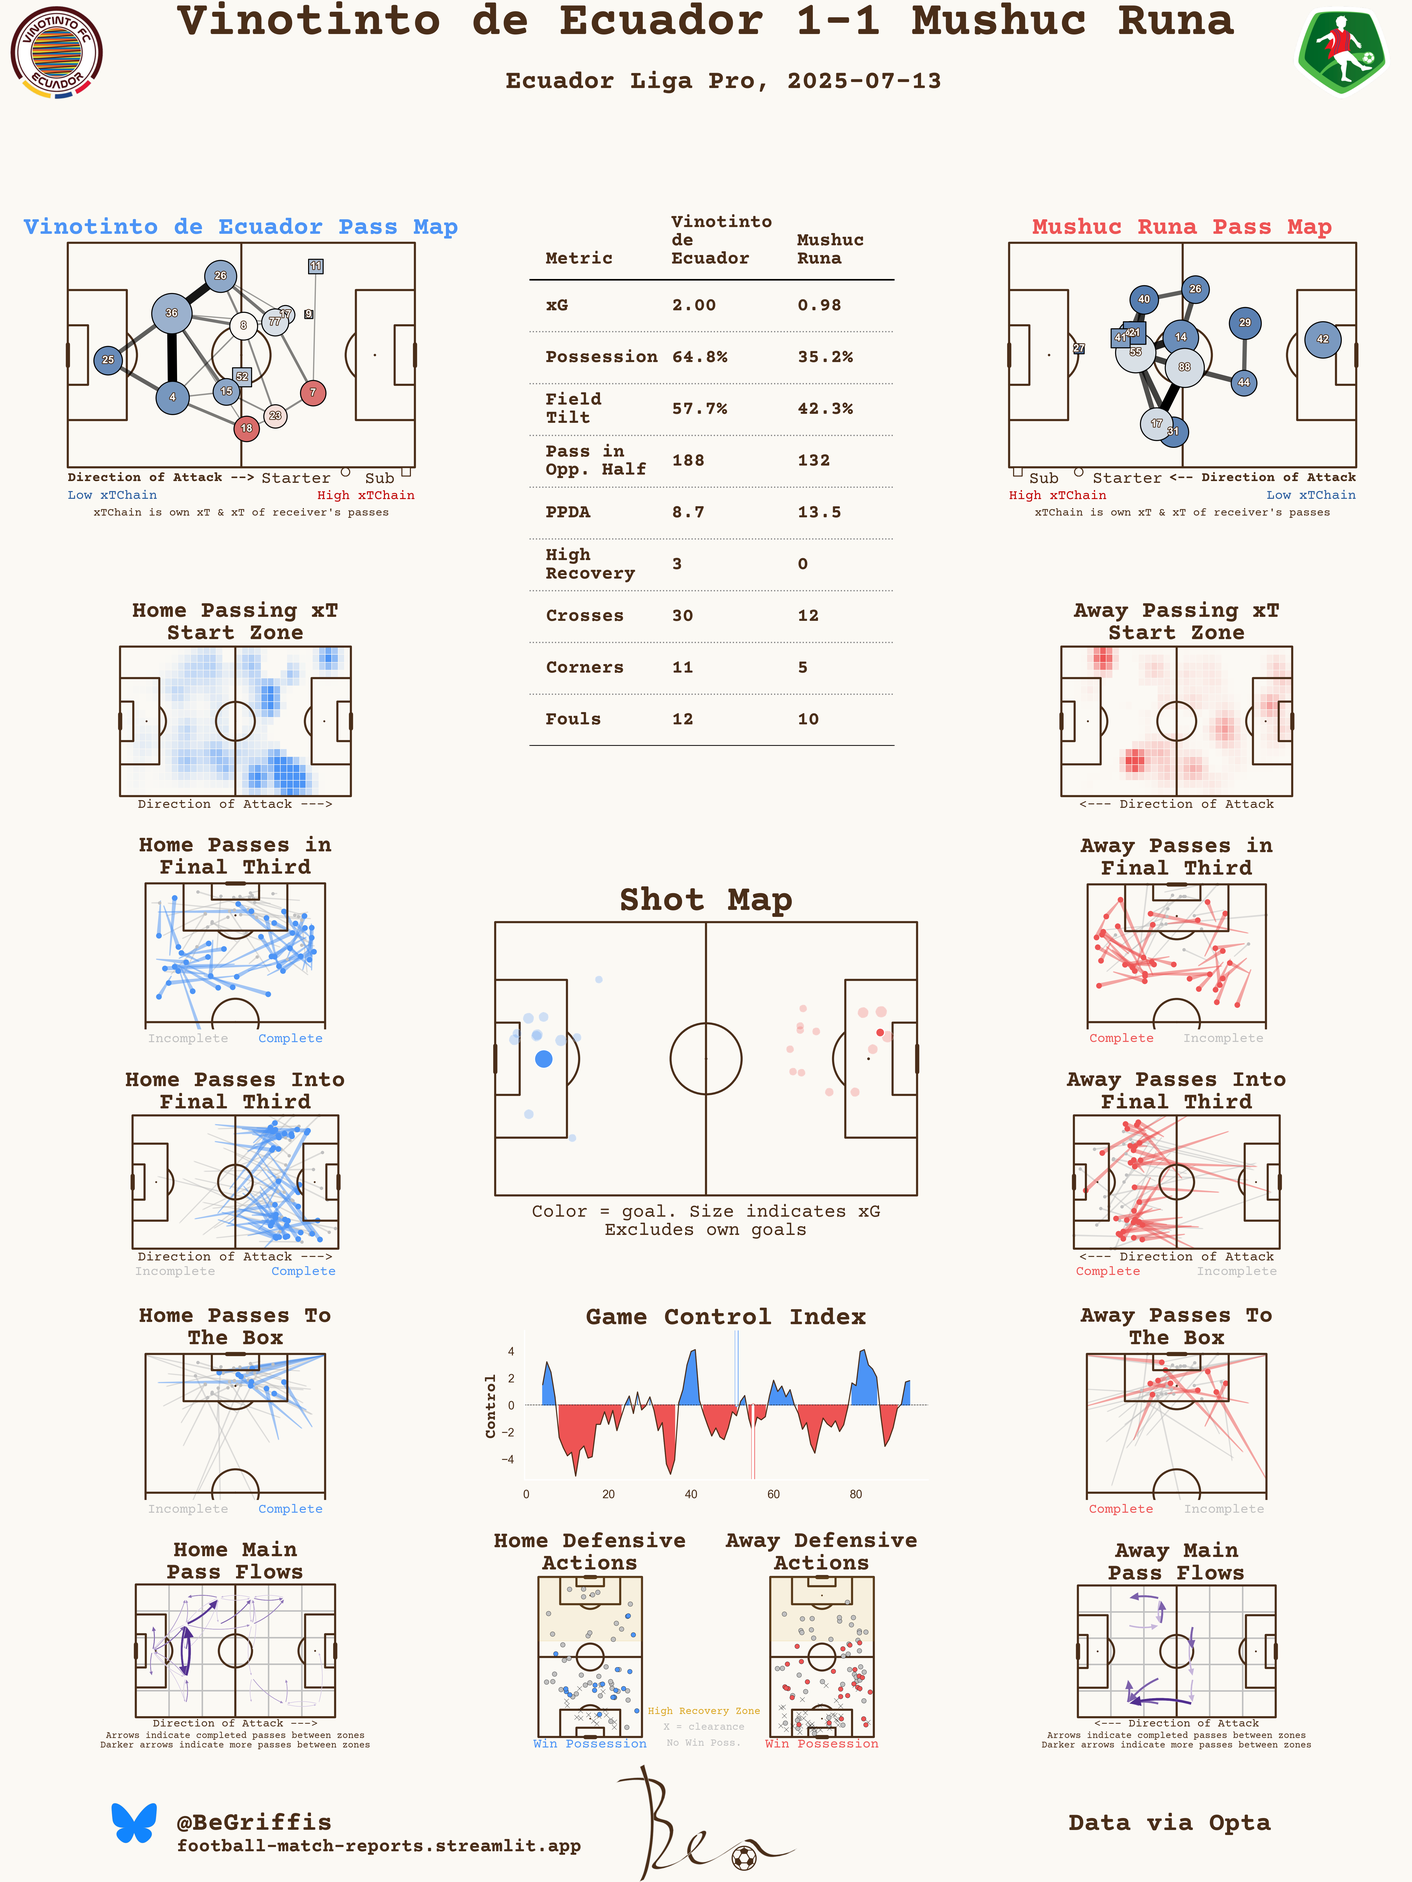 Vinotinto de Ecuador 1-1 Mushuc Runa
Ecuador Liga Pro, 2025-07-13
VINOTINTO FC
ECUADOR
Vinotinto de Ecuador Pass Map
26
11
36
17
9
77
8
25
52
4
15
7
23
18
Direction of Attack --> Starter Sub
Low xTChain High xTChain
xTChain is own xT & xT of receiver's passes
Metric Vinotinto de Ecuador Mushuc Runa
xG 2.00 0.98
Possession 64.8% 35.2%
Field Tilt 57.7% 42.3%
Pass in Opp. Half 188 132
PPDA 8.7 13.5
High Recovery 3 0
Crosses 30 12
Corners 11 5
Fouls 12 10
Mushuc Runa Pass Map
26
40
29
21
41
14
42
27
55
88
44
17
31
Sub Starter <-- Direction of Attack
High xTChain Low xTChain
xTChain is own xT & xT of receiver's passes
Home Passing xT
Start Zone
Direction of Attack --->
Away Passing xT
Start Zone
<--- Direction of Attack
Home Passes in
Final Third
Incomplete Complete
Away Passes in
Final Third
Complete Incomplete
Shot Map
Color = goal. Size indicates xG
Excludes own goals
Home Passes Into
Final Third
Direction of Attack --->
Incomplete Complete
Away Passes Into
Final Third
<--- Direction of Attack
Complete Incomplete
Home Passes To
The Box
Incomplete Complete
Game Control Index
Control
4
2
0
−2
−4
0 20 40 60 80
Away Passes To
The Box
Complete Incomplete
Home Main
Pass Flows
Direction of Attack --->
Arrows indicate completed passes between zones
Darker arrows indicate more passes between zones
Home Defensive
Actions
Win Possession
High Recovery Zone
X = clearance
No Win Poss.
Away Defensive
Actions
Win Possession
Away Main
Pass Flows
<--- Direction of Attack
Arrows indicate completed passes between zones
Darker arrows indicate more passes between zones
@BeGriffis
football-match-reports.streamlit.app
Ben
Data via Opta